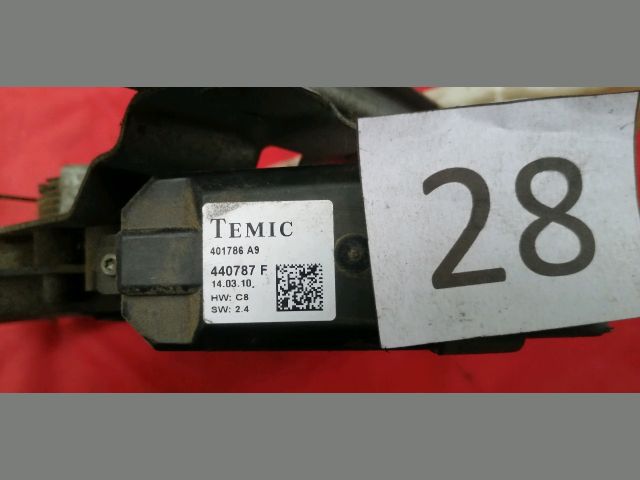 TEMIC
401786 A9
440787 F
14.03.10.
HW: C8
SW: 2.4
28